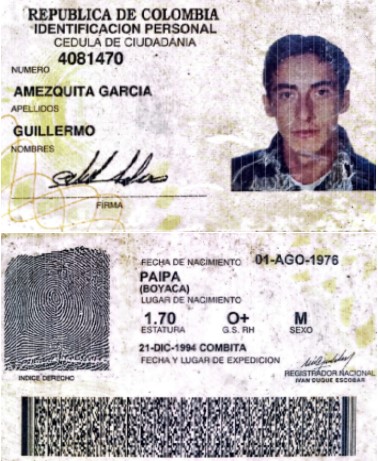 REPUBLICA DE COLOMBIA
IDENTIFICACION PERSONAL
CEDULA DE CIUDADANIA
4081470
NUMERO
AMEZQUITA GARCIA
APELLIDOS
GUILLERMO
NOMBRES
FIRMA
FECHA DE NACIMIENTO 01-AGO-1976
PAIPA
(BOYACA)
LUGAR DE NACIMIENTO
1.70 O+ M
ESTATURA G.S. RH SEXO
21-DIC-1994 COMBITA
FECHA Y LUGAR DE EXPEDICION
INDICE DERECHO
REGISTRADOR NACIONAL
IVAN DUQUE ESCOBAR